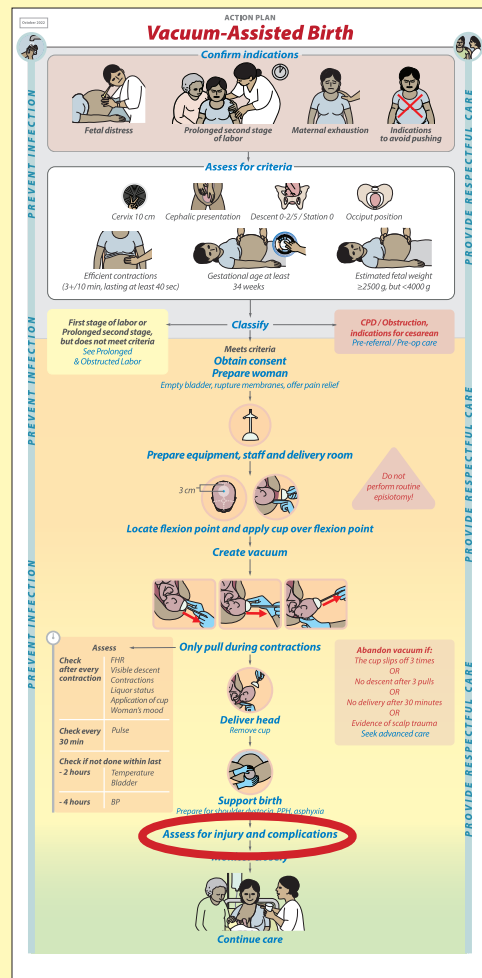 October 2022
ACTION PLAN
Vacuum-Assisted Birth
PREVENT INFECTION
PROVIDE RESPECTFUL CARE
Confirm indications
Fetal distress
Prolonged second stage
of labor
Maternal exhaustion
Indications
to avoid pushing
Assess for criteria
Cervix 10 cm
Cephalic presentation
Descent 0-2/5 / Station 0
Occiput position
Efficient contractions
(3+/10 min, lasting at least 40 sec)
Gestational age at least
34 weeks
Estimated fetal weight
≥2500 g, but <4000 g
First stage of labor or
Prolonged second stage,
but does not meet criteria
See Prolonged
& Obstructed Labor
Classify
CPD / Obstruction,
indications for cesarean
Pre-referral / Pre-op care
PREVENT INFECTION
PROVIDE RESPECTFUL CARE
Meets criteria
Obtain consent
Prepare woman
Empty bladder, rupture membranes, offer pain relief
Prepare equipment, staff and delivery room
3 cm
Do not
perform routine
episiotomy!
Locate flexion point and apply cup over flexion point
Create vacuum
PREVENT INFECTION
PROVIDE RESPECTFUL CARE
Only pull during contractions
Assess
Check
after every
contraction
FHR
Visible descent
Contractions
Liquor status
Application of cup
Woman's mood
Check every
30 min
Pulse
Check if not done within last
- 2 hours
Temperature
Bladder
- 4 hours
BP
Abandon vacuum if:
The cup slips off 3 times
OR
No descent after 3 pulls
OR
No delivery after 30 minutes
OR
Evidence of scalp trauma
Seek advanced care
Deliver head
Remove cup
Support birth
Prepare for shoulder dystocia, PPH, asphyxia
Assess for injury and complications
Continue care